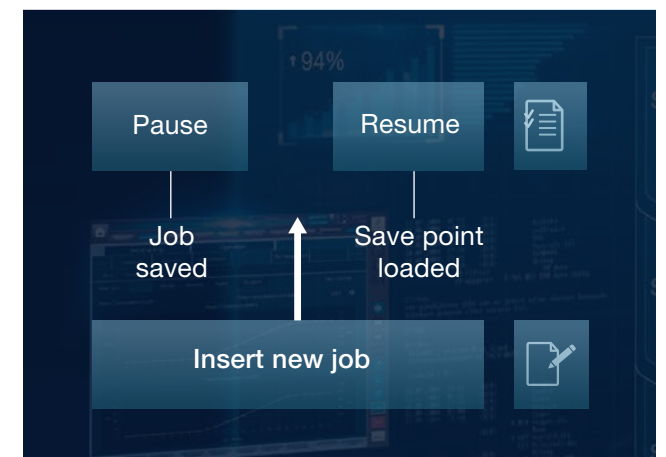 ↑94%
Pause
Resume
Job
saved
Save point
loaded
Insert new job